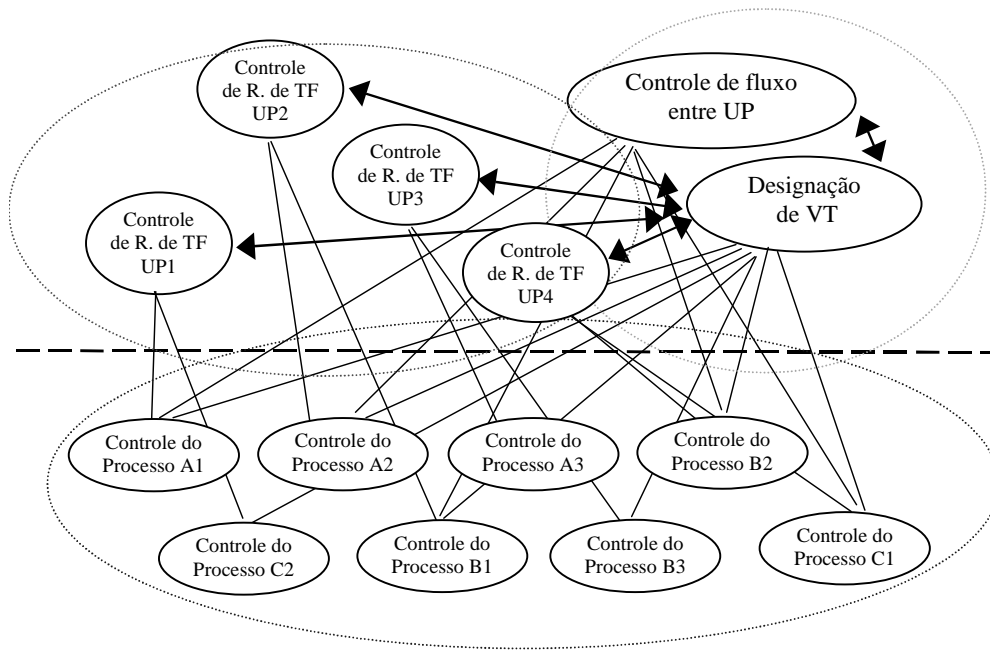 Controle
de R. de TF
UP2
Controle de fluxo
entre UP
Controle
de R. de TF
UP3
Designação
de VT
Controle
de R. de TF
UP1
Controle
de R. de TF
UP4
Controle do
Processo A1
Controle do
Processo A2
Controle do
Processo A3
Controle do
Processo B2
Controle do
Processo C2
Controle do
Processo B1
Controle do
Processo B3
Controle do
Processo C1